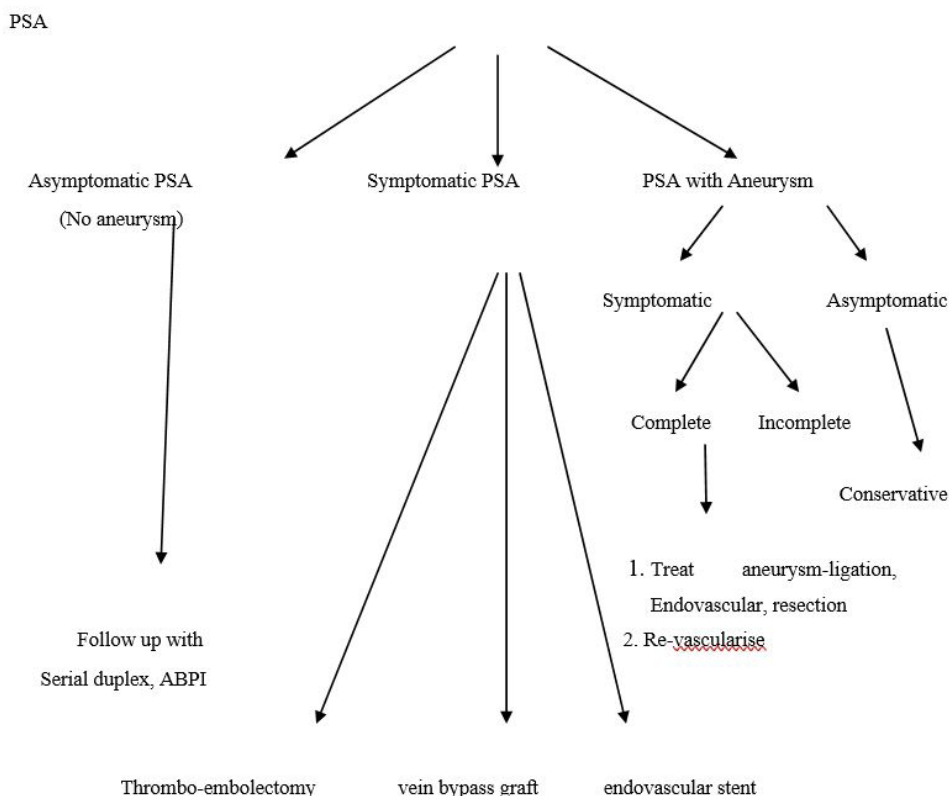 PSA
Asymptomatic PSA
(No aneurysm)
Symptomatic PSA
PSA with Aneurysm
Symptomatic
Asymptomatic
Complete
Incomplete
Conservative
1. Treat aneurysm-ligation,
Endovascular, resection
2. Re-vascularise
Follow up with
Serial duplex, ABPI
Thrombo-embolectomy
vein bypass graft
endovascular stent